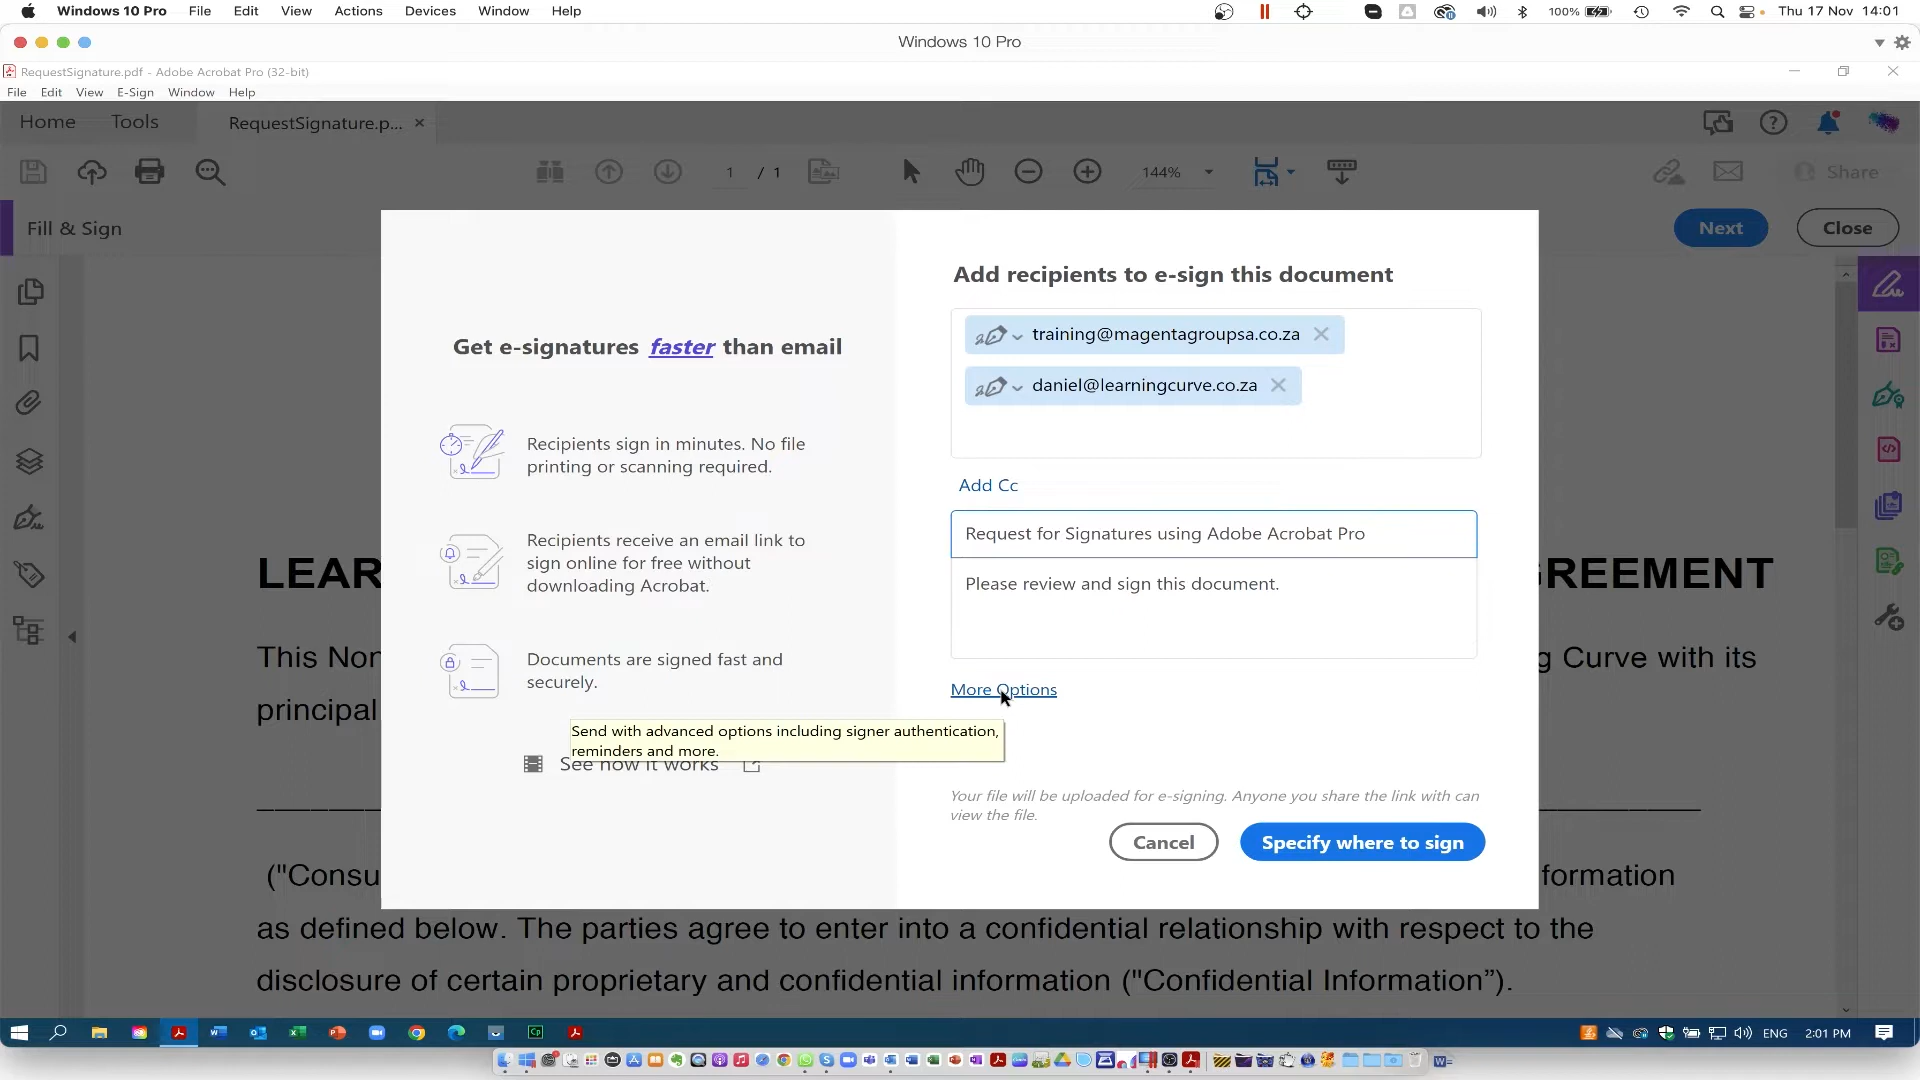 Windows 10 Pro File Edit View Actions Devices Window Help 100% Thu 17 Nov 14:01
Windows 10 Pro
RequestSignature.pdf - Adobe Acrobat Pro (32-bit)
File Edit View E-Sign Window Help
Home Tools RequestSignature.p... ×
1 / 1 144% Share
Fill & Sign Next Close
Add recipients to e-sign this document
training@magentagroupsa.co.za
daniel@learningcurve.co.za
Get e-signatures faster than email
Recipients sign in minutes. No file
printing or scanning required.
Add Cc
Request for Signatures using Adobe Acrobat Pro
Recipients receive an email link to
sign online for free without
downloading Acrobat.
Please review and sign this document.
Documents are signed fast and
securely.
More Options
Send with advanced options including signer authentication,
reminders and more.
See how it works
Your file will be uploaded for e-signing. Anyone you share the link with can
view the file.
Cancel Specify where to sign
LEAR REEMENT
This Non g Curve with its
principal
("Consu formation
as defined below. The parties agree to enter into a confidential relationship with respect to the
disclosure of certain proprietary and confidential information ("Confidential Information”).
ENG 2:01 PM